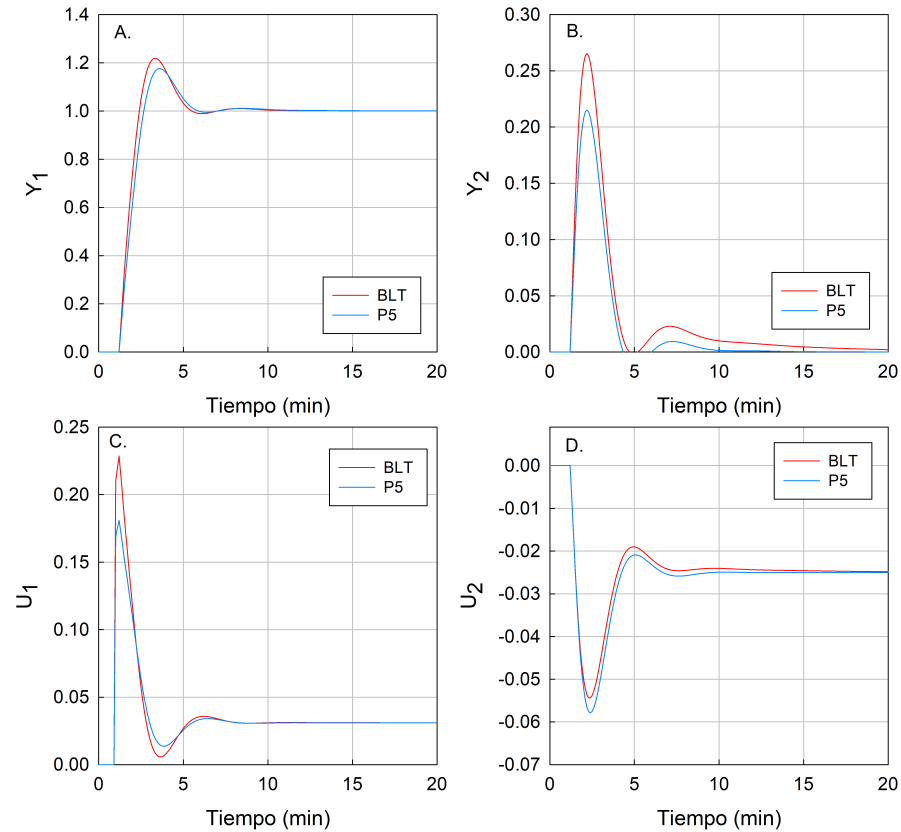 A.
1.4
1.2
1.0
0.8
0.6
0.4
0.2
0.0
Y1
BLT
P5
0 5 10 15 20
Tiempo (min)
B.
0.30
0.25
0.20
0.15
0.10
0.05
0.00
Y2
BLT
P5
0 5 10 15 20
Tiempo (min)
C.
0.25
0.20
0.15
0.10
0.05
0.00
U1
BLT
P5
0 5 10 15 20
Tiempo (min)
D.
0.00
-0.01
-0.02
-0.03
-0.04
-0.05
-0.06
-0.07
U2
BLT
P5
0 5 10 15 20
Tiempo (min)